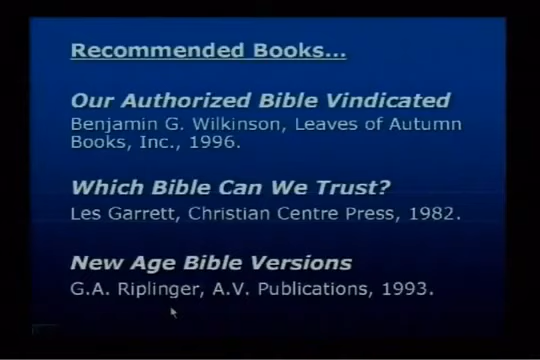 Recommended Books...
Our Authorized Bible Vindicated
Benjamin G. Wilkinson, Leaves of Autumn
Books, Inc., 1996.
Which Bible Can We Trust?
Les Garrett, Christian Centre Press, 1982.
New Age Bible Versions
G.A. Riplinger, A.V. Publications, 1993.